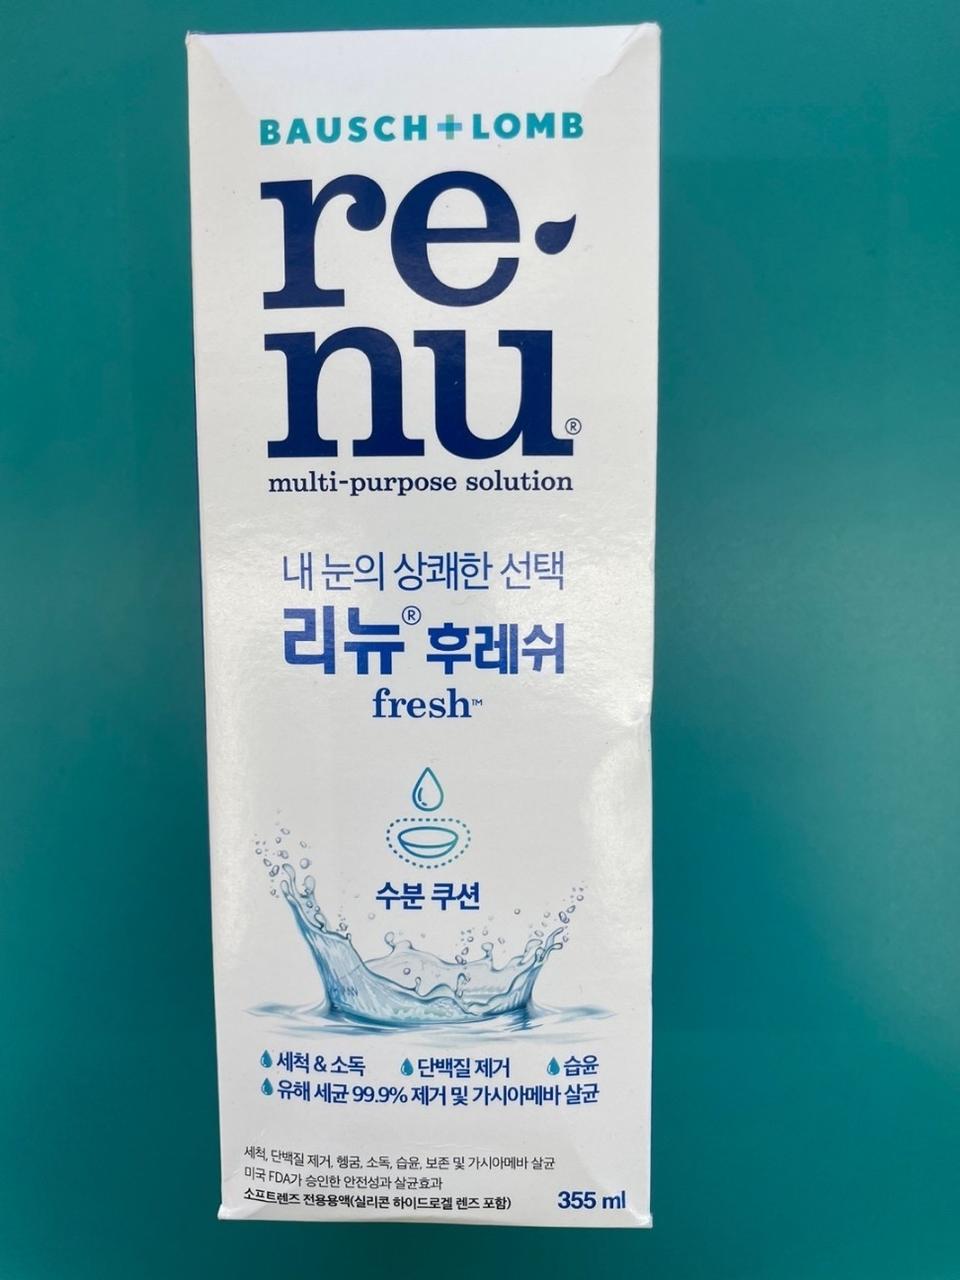 BAUSCH+LOMB
re
nu®
multi-purpose solution
내 눈의 상쾌한 선택
리뉴® 후레쉬
fresh™
수분 쿠션
세척 & 소독 단백질 제거 습윤
유해 세균 99.9% 제거 및 가시아메바 살균
세척, 단백질 제거, 헹굼, 소독, 습윤, 보존 및 가시아메바 살균
미국 FDA가 승인한 안전성과 살균효과
소프트렌즈 전용용액(실리콘 하이드로겔 렌즈 포함) 355 ml